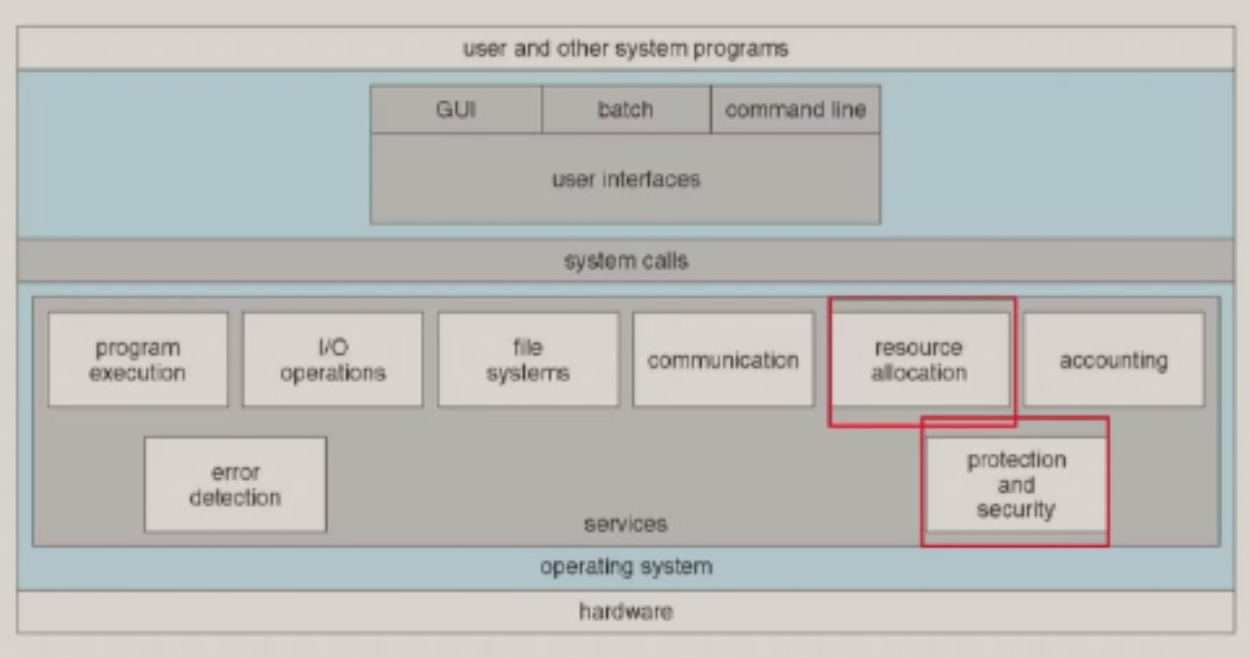 user and other system programs
GUI
batch
command line
user interfaces
system calls
program
execution
I/O
operations
file
systems
communication
resource
allocation
accounting
error
detection
protection
and
security
services
operating system
hardware